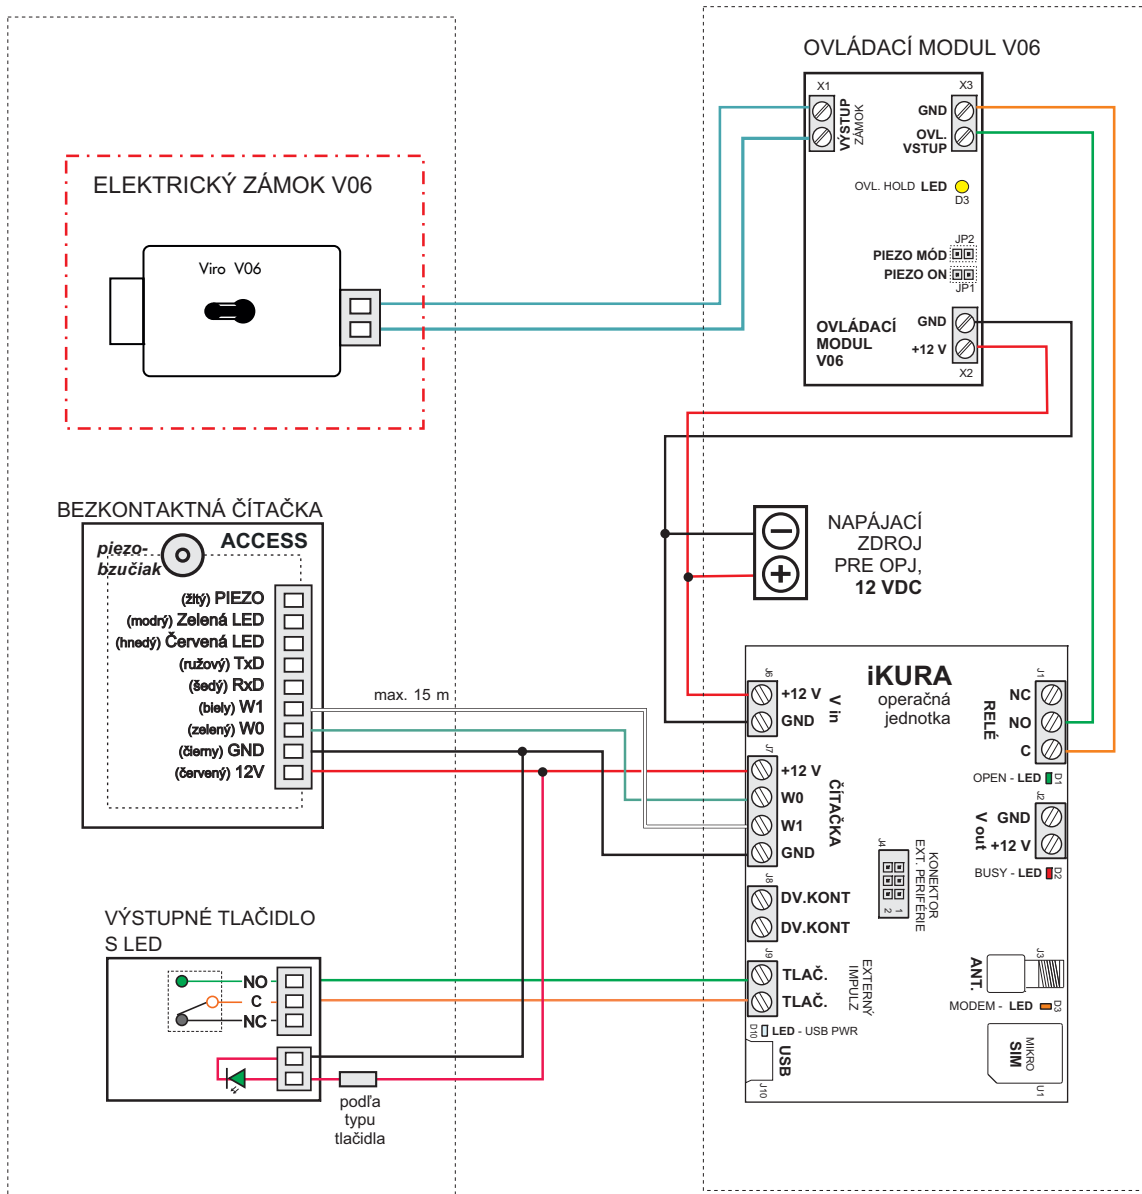 OVLÁDACÍ MODUL V06
X1
VÝSTUP
ZÁMOK
X3
GND
OVL.
VSTUP
OVL. HOLD LED
D3
JP2
PIEZO MÓD
PIEZO ON
JP1
GND
+12 V
X2
OVLÁDACÍ
MODUL
V06
ELEKTRICKÝ ZÁMOK V06
Viro V06
BEZKONTAKTNÁ ČÍTAČKA
piezo-
bzučiak
ACCESS
(žltý) PIEZO
(modrý) Zelená LED
(hnedý) Červená LED
(ružový) TxD
(šedý) RxD
(biely) W1
(zelený) W0
(čierny) GND
(červený) 12V
max. 15 m
NAPÁJACÍ
ZDROJ
PRE OPJ,
12 VDC
iKURA
operačná
jednotka
J6
+12 V
GND
V in
J7
+12 V
W0
W1
GND
ČÍTAČKA
J8
DV.KONT
DV.KONT
J9
TLAČ.
TLAČ.
EXTERNÝ
IMPULZ
D10
LED - USB PWR
USB
J10
J1
NC
NO
C
RELÉ
OPEN - LED
D1
J2
GND
+12 V
V out
BUSY - LED
D2
J4
KONEKTOR
EXT. PERIFÉRIE
2 1
J3
ANT.
MODEM - LED
D3
MIKRO
SIM
U1
VÝSTUPNÉ TLAČIDLO
S LED
NO
C
NC
podľa
typu
tlačidla